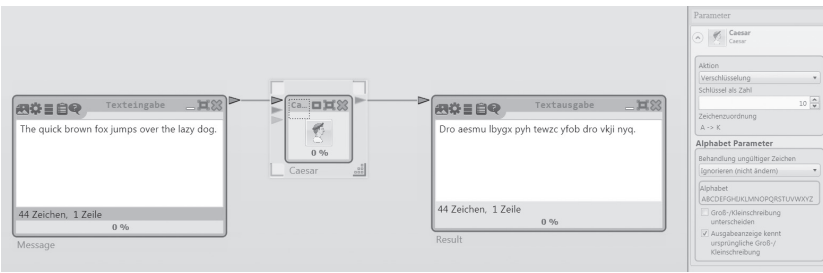 Texteingabe
The quick brown fox jumps over the lazy dog.
44 Zeichen, 1 Zeile
0 %
Message
Ca...
0 %
Caesar
Textausgabe
Dro aesmu lbygx pyh tewzc yfob dro vkji nyq.
44 Zeichen, 1 Zeile
0 %
Result
Parameter
Caesar
Caesar
Aktion
Verschlüsselung
Schlüssel als Zahl
10
Zeichenzuordnung
A -> K
Alphabet Parameter
Behandlung ungültiger Zeichen
Ignorieren (nicht ändern)
Alphabet
ABCDEFGHIJKLMNOPQRSTUVWXYZ
Groß-/Kleinschreibung
unterscheiden
Ausgabeanzeige kennt
ursprüngliche Groß-/
Kleinschreibung